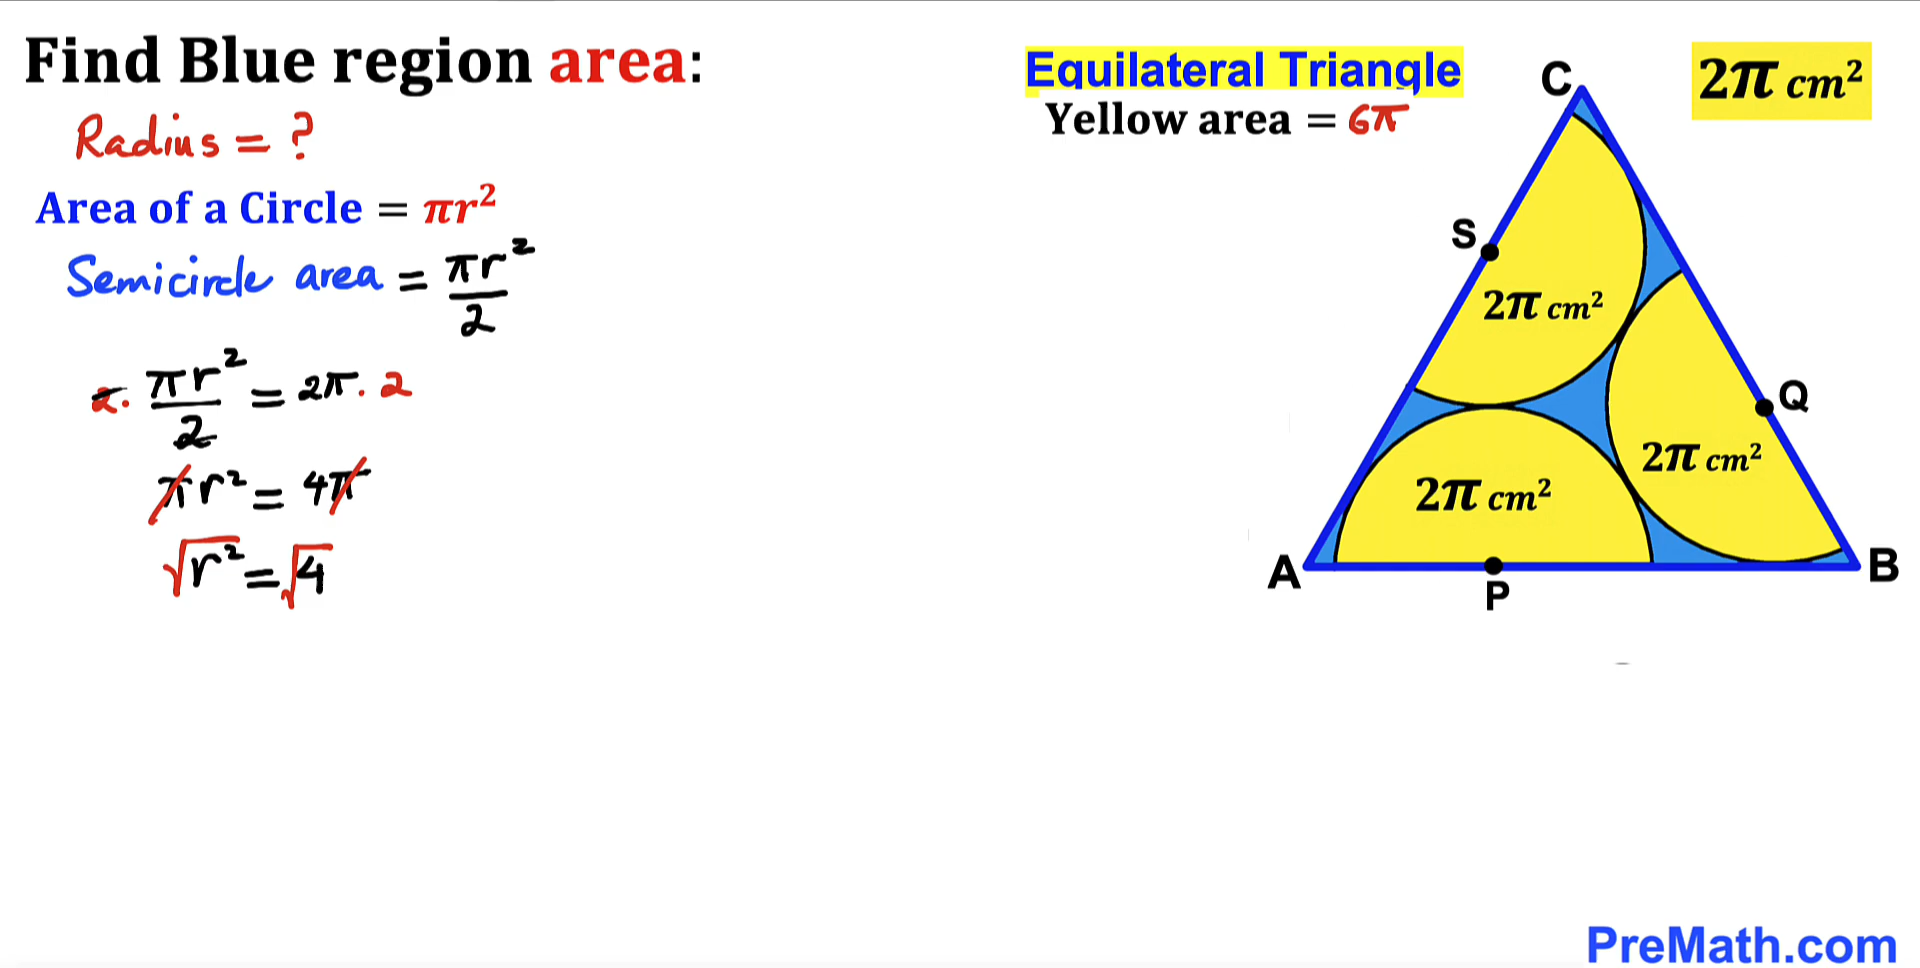 Find Blue region area:
Radius = ?
Area of a Circle = πr²
Semicircle area = πr²/2
2. πr²/2 = 2π. 2
πr² = 4π
√r² = √4
Equilateral Triangle
Yellow area = 6π
2π cm²
C
S
2π cm²
Q
2π cm²
2π cm²
A
B
P
PreMath.com